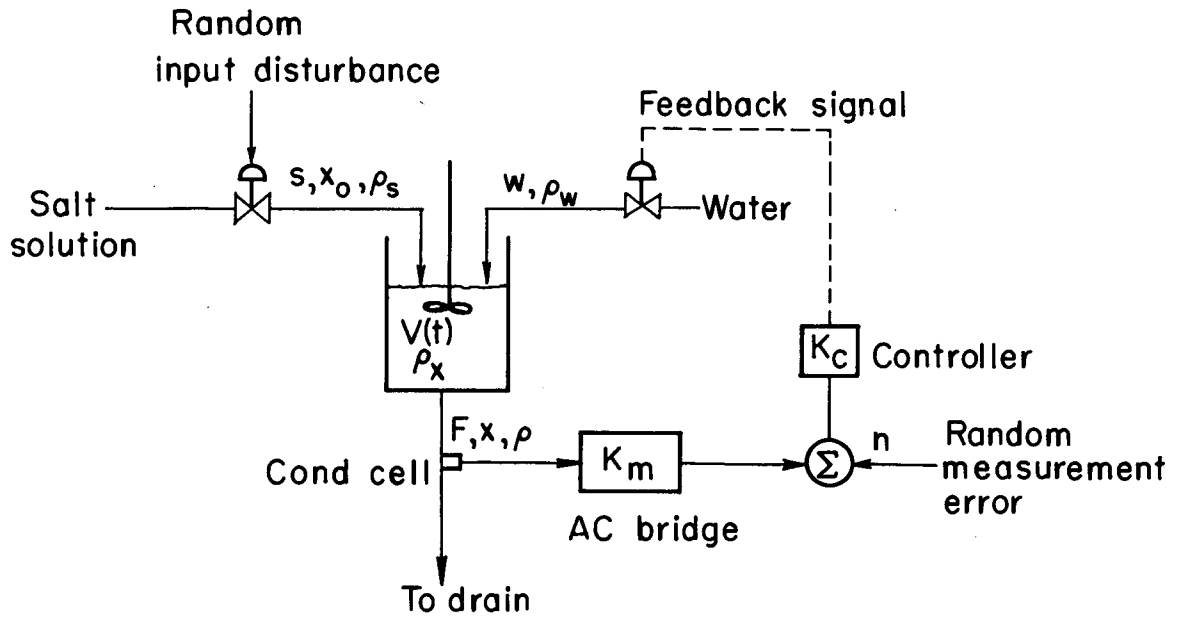 Random
input disturbance
Feedback signal
s, x₀, ρₛ
w, ρ_w
Salt
solution
Water
V(t)
ρₓ
K_C
Controller
F, x, ρ
Cond cell
K_m
Σ
n
Random
measurement
error
AC bridge
To drain